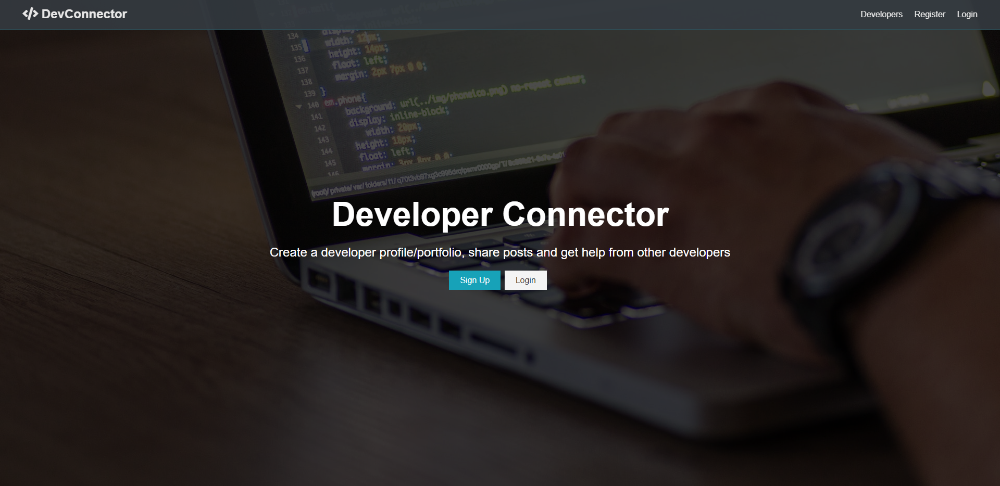 DevConnector
Developers Register Login
134
135 width: 12px;
136 height: 14px;
137 float: left;
138 margin: 2px 7px 0 0;
139 }
140 em.phone{
141 background: url(../img/phoneico.png) no-repeat center;
142 display: inline-block;
143 width: 20px;
144 height: 18px;
145 float: left;
146 margin: 3px 8px 0 0;
(root)/private/var/folders/f1/q70t3vb97xg3c995drqfpamr0000gp/T/
Developer Connector
Create a developer profile/portfolio, share posts and get help from other developers
Sign Up Login